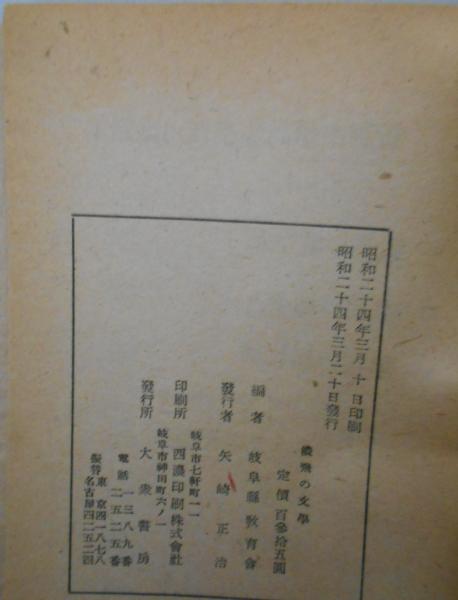 昭和二十四年三月 十 日印刷
昭和二十四年三月二十日發行
濃飛の文學
定價百參拾五圓
編者 岐阜縣敎育會
發行者 矢崎正治
岐阜市七軒町一一
印刷所 西濃印刷株式會社
岐阜市神田町六ノ一
發行所 大衆書房
電話 一三八九番
二五二五番
振替 東京四一八七八
名古屋四二五二四